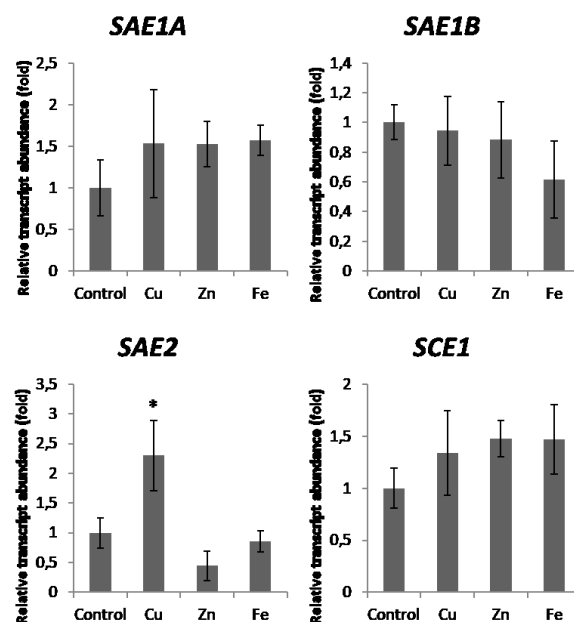 SAE1A
Relative transcript abundance (fold)
2,5
2
1,5
1
0,5
0
Control Cu Zn Fe
SAE1B
Relative transcript abundance (fold)
1,4
1,2
1
0,8
0,6
0,4
0,2
0
Control Cu Zn Fe
SAE2
Relative transcript abundance (fold)
3,5
3
2,5
2
1,5
1
0,5
0
*
Control Cu Zn Fe
SCE1
Relative transcript abundance (fold)
2
1,5
1
0,5
0
Control Cu Zn Fe